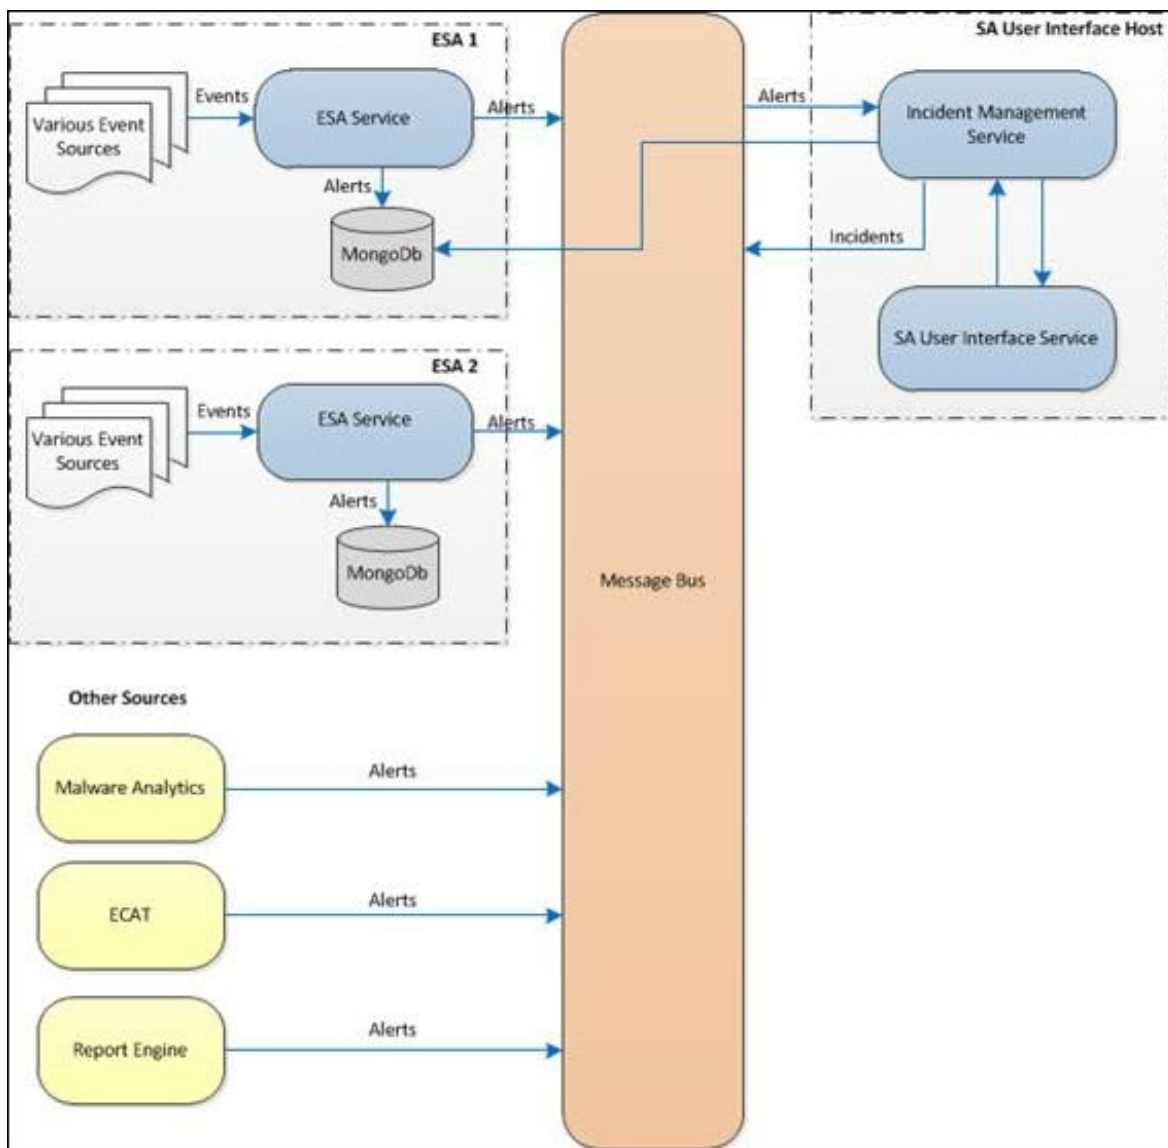 ESA 1
SA User Interface Host
Events
Various Event
Sources
ESA Service
Alerts
Alerts
MongoDb
Alerts
Incident Management
Service
Incidents
SA User Interface Service
ESA 2
Events
Various Event
Sources
ESA Service
Alerts
Alerts
MongoDb
Message Bus
Other Sources
Malware Analytics
Alerts
ECAT
Alerts
Report Engine
Alerts